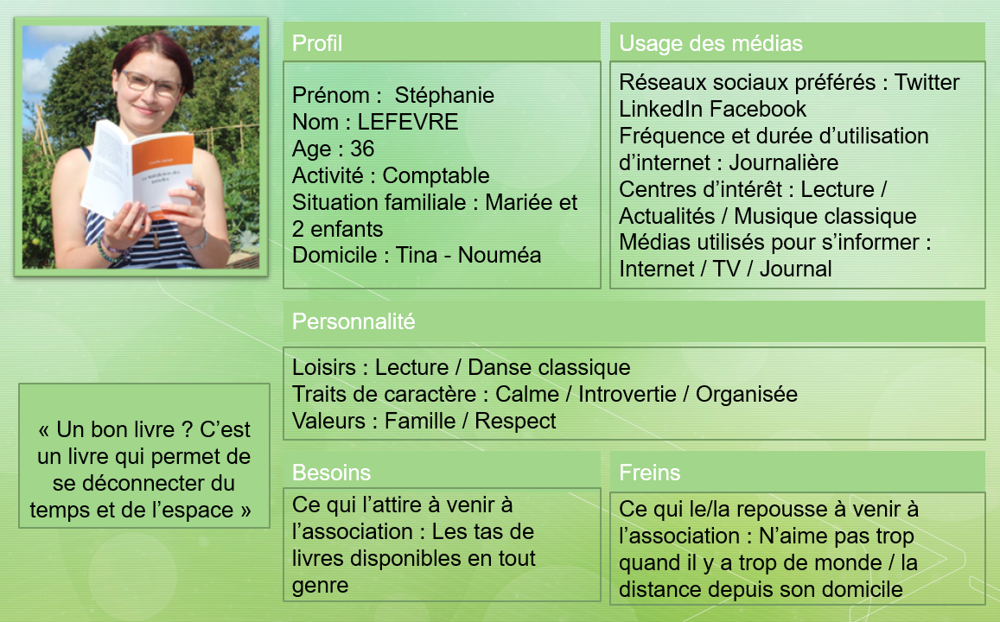 Profil
Prénom :  Stéphanie
Nom : LEFEVRE
Age : 36
Activité : Comptable
Situation familiale : Mariée et
2 enfants
Domicile : Tina - Nouméa
Usage des médias
Réseaux sociaux préférés : Twitter
LinkedIn Facebook
Fréquence et durée d’utilisation
d’internet : Journalière
Centres d’intérêt : Lecture /
Actualités / Musique classique
Médias utilisés pour s’informer :
Internet / TV / Journal
Personnalité
Loisirs : Lecture / Danse classique
Traits de caractère : Calme / Introvertie / Organisée
Valeurs : Famille / Respect
« Un bon livre ? C’est
un livre qui permet de
se déconnecter du
temps et de l’espace »
Besoins
Ce qui l’attire à venir à
l’association : Les tas de
livres disponibles en tout
genre
Freins
Ce qui le/la repousse à venir à
l’association : N’aime pas trop
quand il y a trop de monde / la
distance depuis son domicile